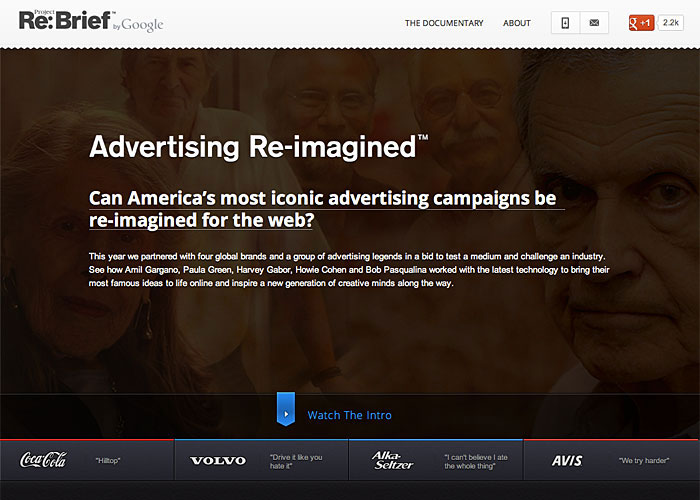 Project
Re:Brief™ by Google
THE DOCUMENTARY ABOUT
g +1 2.2k
Advertising Re-imagined™
Can America's most iconic advertising campaigns be
re-imagined for the web?
This year we partnered with four global brands and a group of advertising legends in a bid to test a medium and challenge an industry.
See how Amil Gargano, Paula Green, Harvey Gabor, Howie Cohen and Bob Pasqualina worked with the latest technology to bring their
most famous ideas to life online and inspire a new generation of creative minds along the way.
Watch The Intro
Coca-Cola "Hilltop"
VOLVO "Drive it like you
hate it"
Alka-
Seltzer "I can't believe I ate
the whole thing"
AVIS "We try harder"